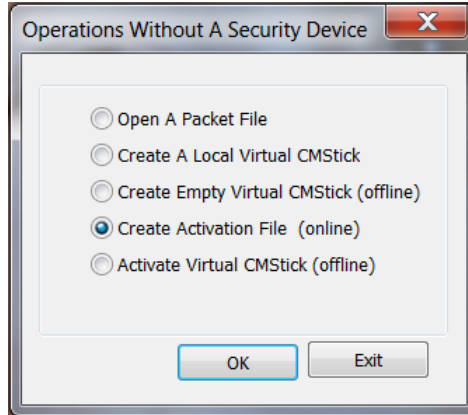 Operations Without A Security Device
X
Open A Packet File
Create A Local Virtual CMStick
Create Empty Virtual CMStick (offline)
Create Activation File (online)
Activate Virtual CMStick (offline)
OK
Exit